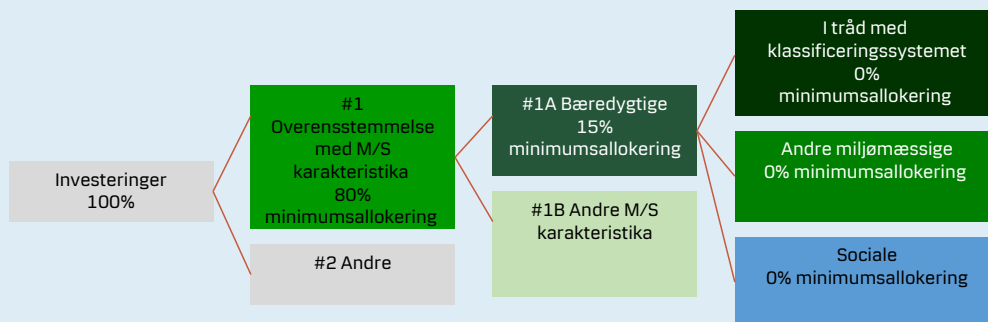 Investeringer
100%
#1
Overensstemmelse
med M/S
karakteristika
80%
minimumsallokering
#2 Andre
#1A Bæredygtige
15%
minimumsallokering
#1B Andre M/S
karakteristika
I tråd med
klassificeringssystemet
0%
minimumsallokering
Andre miljømæssige
0% minimumsallokering
Sociale
0% minimumsallokering